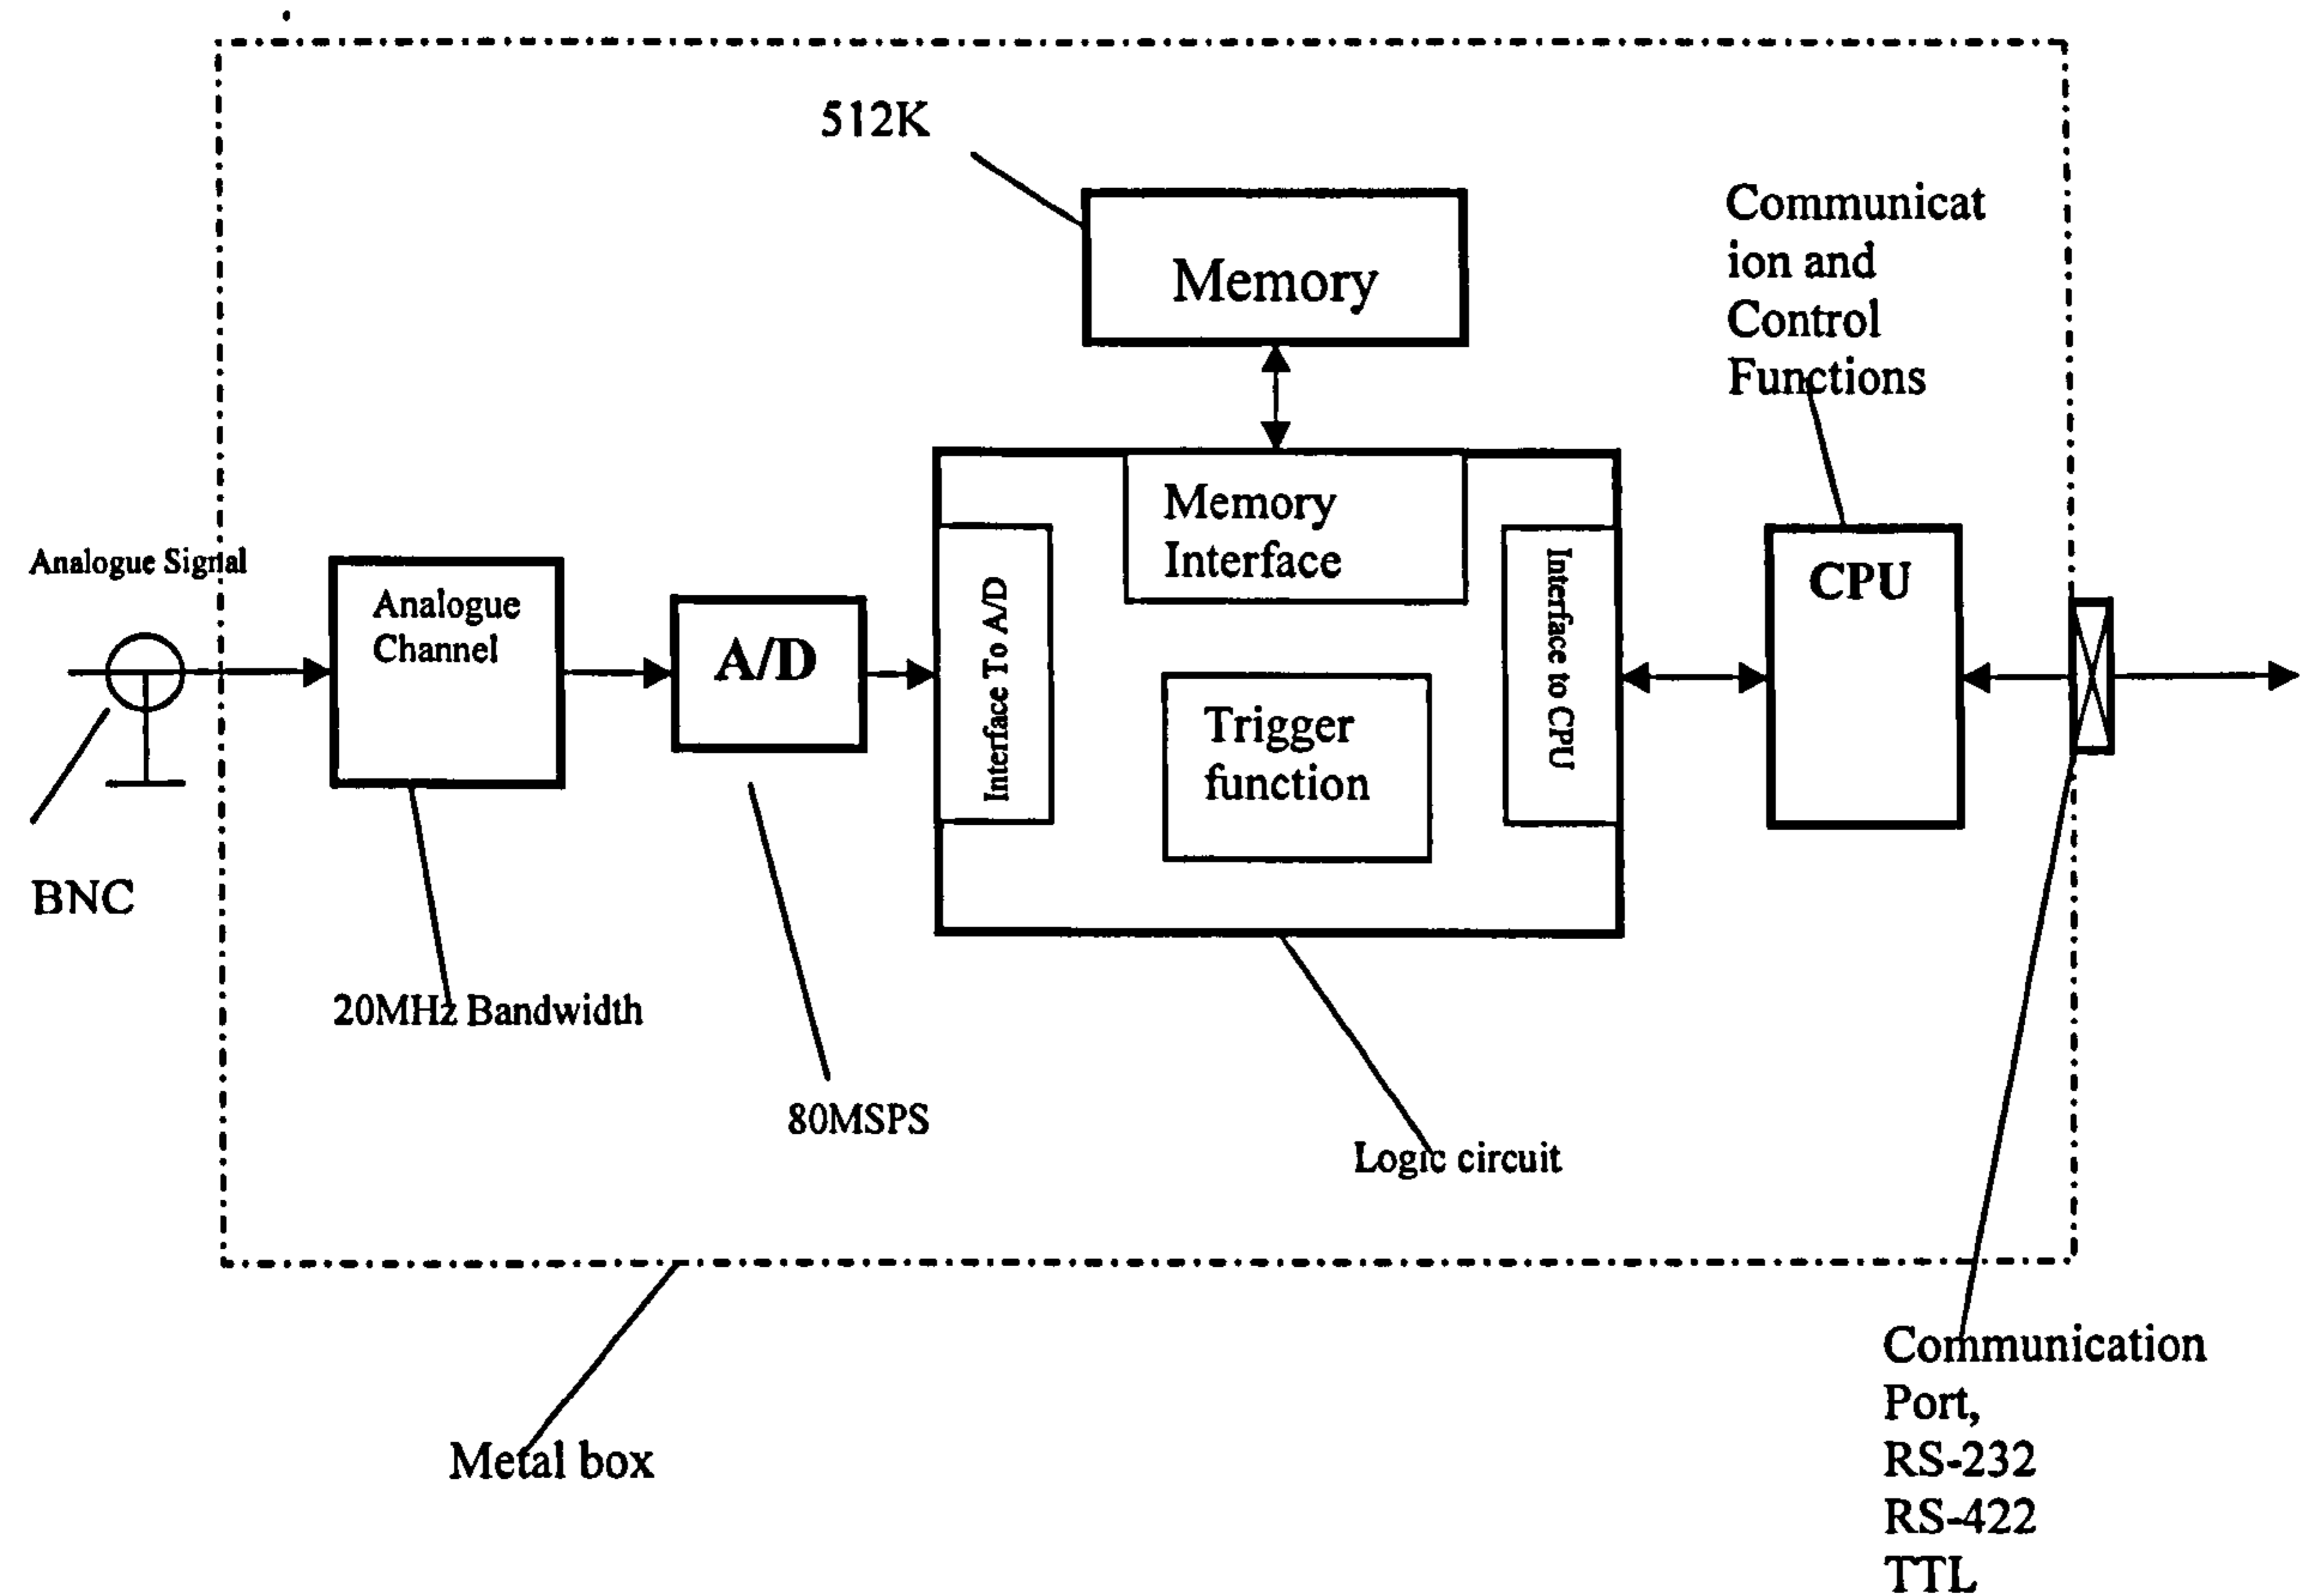 512K
Memory
Communicat
ion and
Control
Functions
Memory
Interface
Analogue Signal
Analogue
Channel
A/D
Interface To A/D
Trigger
function
Interface to CPU
CPU
BNC
20MHz Bandwidth
80MSPS
Logic circuit
Metal box
Communication
Port,
RS-232
RS-422
TTL